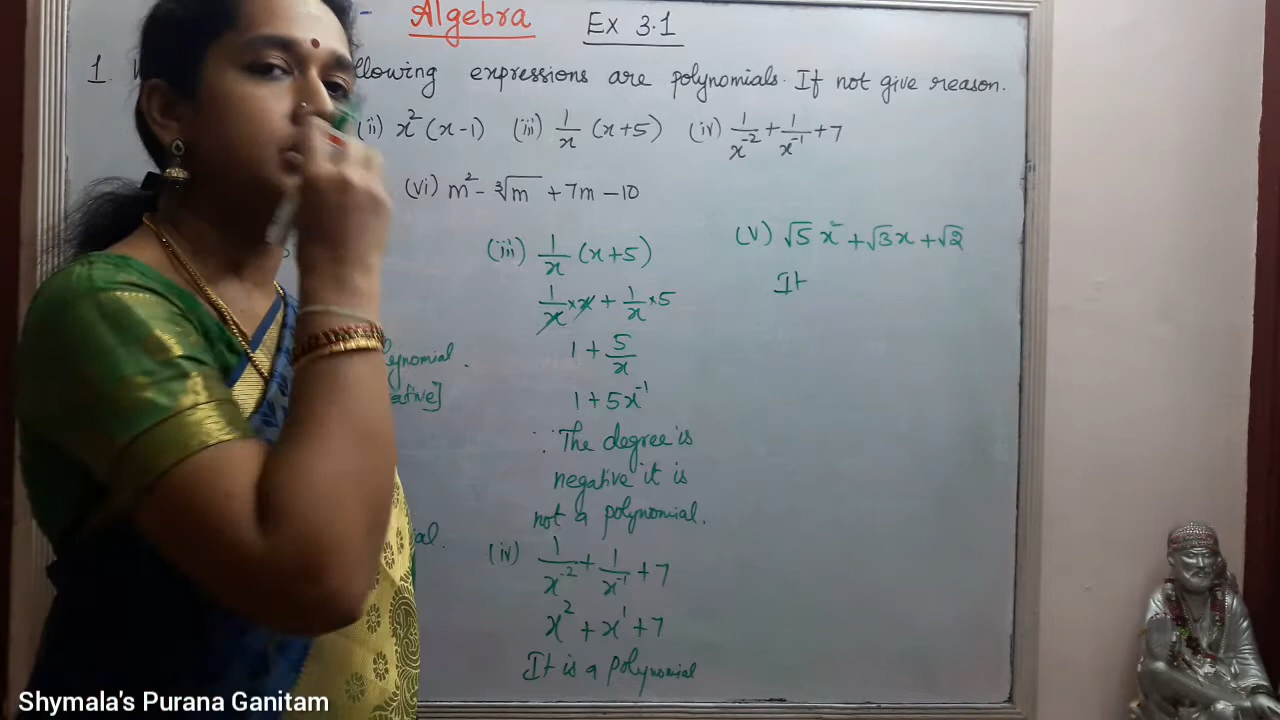 Algebra Ex 3.1
1. expressions are polynomials. If not give reason.
(ii) x²(x-1) (iii) 1/x (x+5) (iv) 1/x⁻² + 1/x⁻¹ + 7
(vi) m² - ∛m + 7m - 10
(iii) 1/x (x+5)
1/x × x + 1/x × 5
1 + 5/x
1 + 5x⁻¹
∴ The degree is
negative it is
not a polynomial.
(iv) 1/x⁻² + 1/x⁻¹ + 7
x² + x¹ + 7
It is a polynomial
(V) √5 x² + √3x + √2
It
Shymala's Purana Ganitam